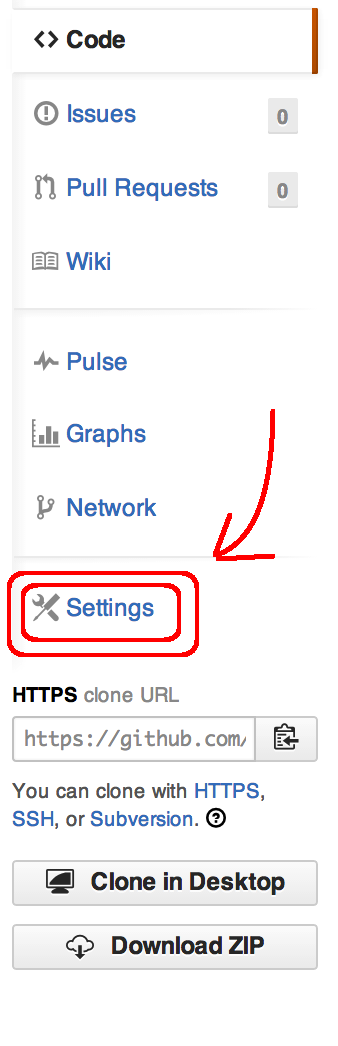 Code
Issues 0
Pull Requests 0
Wiki
Pulse
Graphs
Network
Settings
HTTPS clone URL
https://github.com/
You can clone with HTTPS,
SSH, or Subversion.
Clone in Desktop
Download ZIP